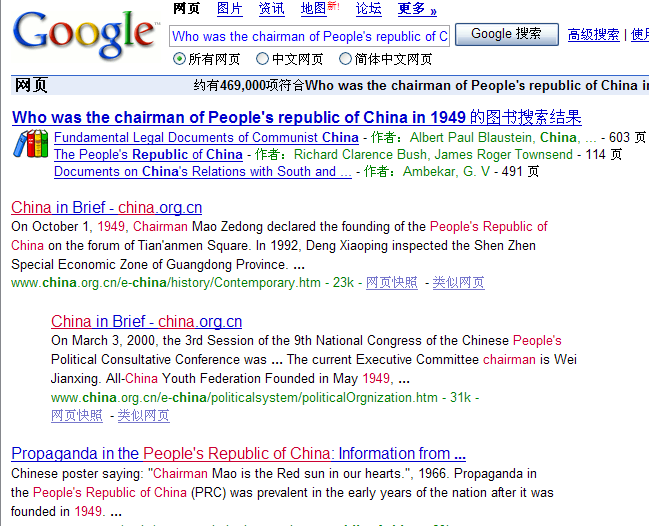 网页 图片 资讯 地图新! 论坛 更多 »
Google™
Who was the chairman of People's republic of C
Google 搜索
高级搜索 | 使用
所有网页 中文网页 简体中文网页
网页 约有469,000项符合Who was the chairman of People's republic of China in
Who was the chairman of People's republic of China in 1949 的图书搜索结果
Fundamental Legal Documents of Communist China - 作者: Albert Paul Blaustein, China, ... - 603 页
The People's Republic of China - 作者: Richard Clarence Bush, James Roger Townsend - 114 页
Documents on China's Relations with South and ... - 作者: Ambekar, G. V - 491 页
China in Brief - china.org.cn
On October 1, 1949, Chairman Mao Zedong declared the founding of the People's Republic of
China on the forum of Tian'anmen Square. In 1992, Deng Xiaoping inspected the Shen Zhen
Special Economic Zone of Guangdong Province. ...
www.china.org.cn/e-china/history/Contemporary.htm - 23k - 网页快照 - 类似网页
China in Brief - china.org.cn
On March 3, 2000, the 3rd Session of the 9th National Congress of the Chinese People's
Political Consultative Conference was ... The current Executive Committee chairman is Wei
Jianxing. All-China Youth Federation Founded in May 1949, ...
www.china.org.cn/e-china/politicalsystem/politicalOrgnization.htm - 31k -
网页快照 - 类似网页
Propaganda in the People's Republic of China: Information from ...
Chinese poster saying: "Chairman Mao is the Red sun in our hearts.", 1966. Propaganda in
the People's Republic of China (PRC) was prevalent in the early years of the nation after it was
founded in 1949. ...